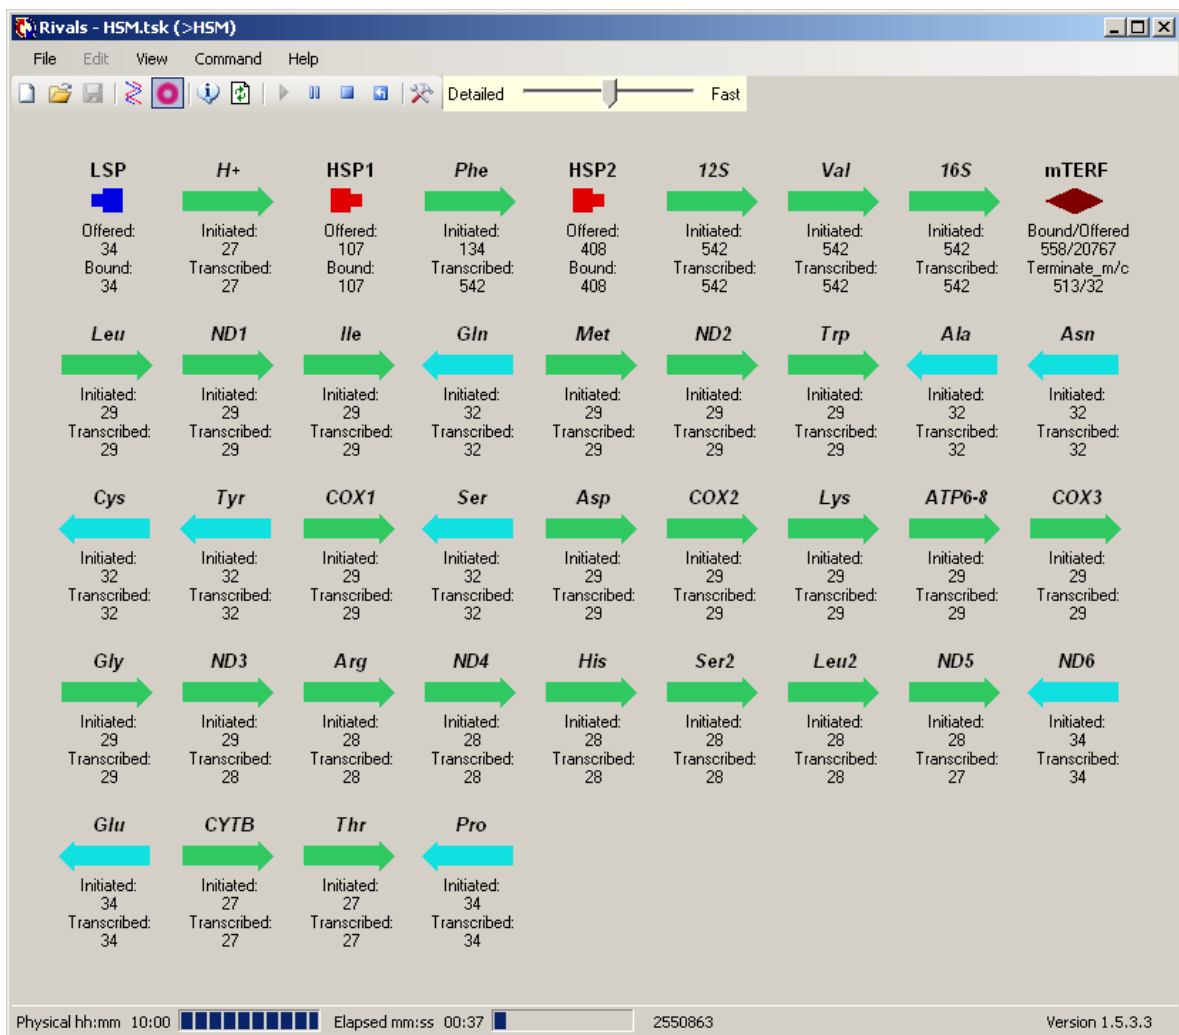 Rivals - HSM.tsk (>HSM)
File Edit View Command Help
Detailed Fast
LSP H+ HSP1 Phe HSP2 12S Val 16S mTERF
Offered: Initiated: Offered: Initiated: Offered: Initiated: Initiated: Initiated: Bound/Offered
34 27 107 134 408 542 542 542 558/20767
Bound: Transcribed: Bound: Transcribed: Bound: Transcribed: Transcribed: Transcribed: Terminate_m/c
34 27 107 542 408 542 542 542 513/32
Leu ND1 Ile Gln Met ND2 Trp Ala Asn
Initiated: Initiated: Initiated: Initiated: Initiated: Initiated: Initiated: Initiated: Initiated:
29 29 29 32 29 29 29 32 32
Transcribed: Transcribed: Transcribed: Transcribed: Transcribed: Transcribed: Transcribed: Transcribed: Transcribed:
29 29 29 32 29 29 29 32 32
Cys Tyr COX1 Ser Asp COX2 Lys ATP6-8 COX3
Initiated: Initiated: Initiated: Initiated: Initiated: Initiated: Initiated: Initiated: Initiated:
32 32 29 32 29 29 29 29 29
Transcribed: Transcribed: Transcribed: Transcribed: Transcribed: Transcribed: Transcribed: Transcribed: Transcribed:
32 32 29 32 29 29 29 29 29
Gly ND3 Arg ND4 His Ser2 Leu2 ND5 ND6
Initiated: Initiated: Initiated: Initiated: Initiated: Initiated: Initiated: Initiated: Initiated:
29 29 28 28 28 28 28 28 34
Transcribed: Transcribed: Transcribed: Transcribed: Transcribed: Transcribed: Transcribed: Transcribed: Transcribed:
29 28 28 28 28 28 28 27 34
Glu CYTB Thr Pro
Initiated: Initiated: Initiated: Initiated:
34 27 27 34
Transcribed: Transcribed: Transcribed: Transcribed:
34 27 27 34
Physical hh:mm 10:00 Elapsed mm:ss 00:37 2550863 Version 1.5.3.3